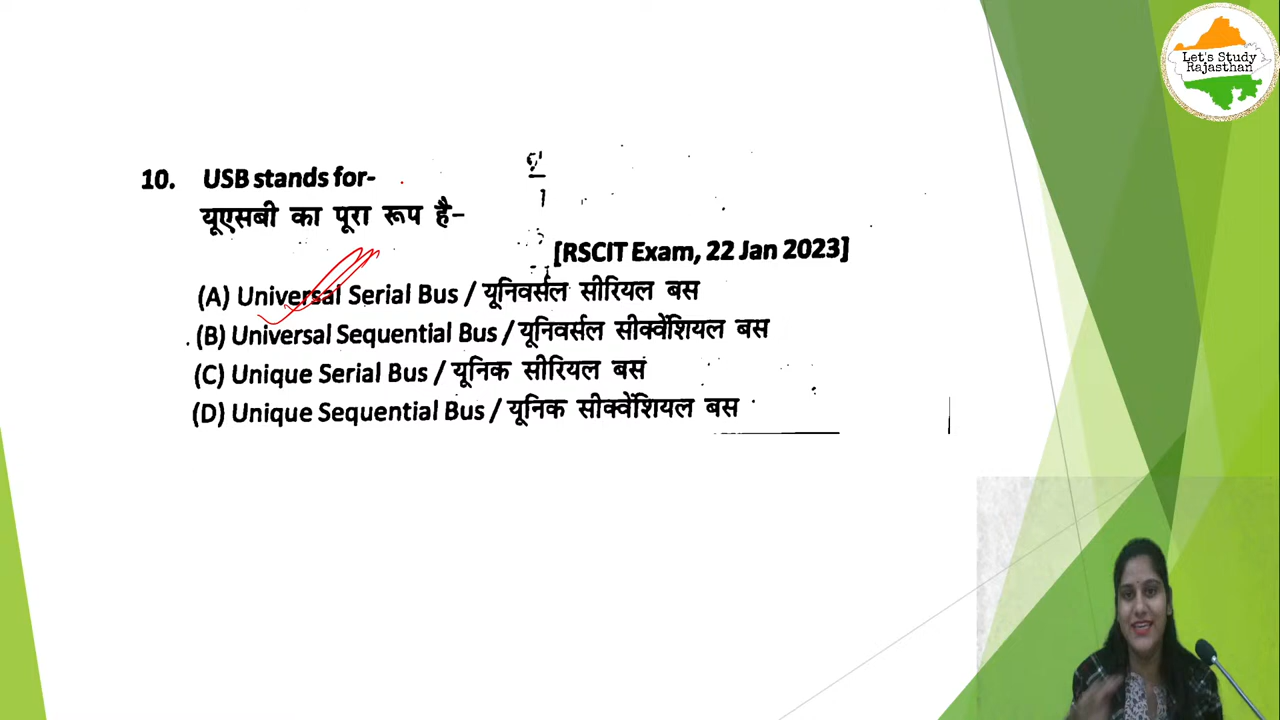 Let's Study
Rajasthan
10. USB stands for-
यूएसबी का पूरा रूप है-
[RSCIT Exam, 22 Jan 2023]
(A) Universal Serial Bus / यूनिवर्सल सीरियल बस
(B) Universal Sequential Bus / यूनिवर्सल सीक्वेंशियल बस
(C) Unique Serial Bus / यूनिक सीरियल बस
(D) Unique Sequential Bus / यूनिक सीक्वेंशियल बस